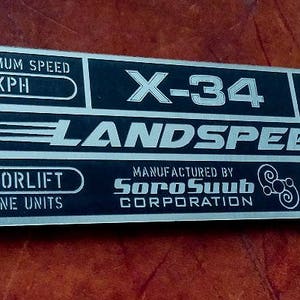 MUM SPEED
KPH
X-34
LANDSPEE
ORLIFT
NE UNITS
MANUFACTURED BY
SoroSuub
CORPORATION